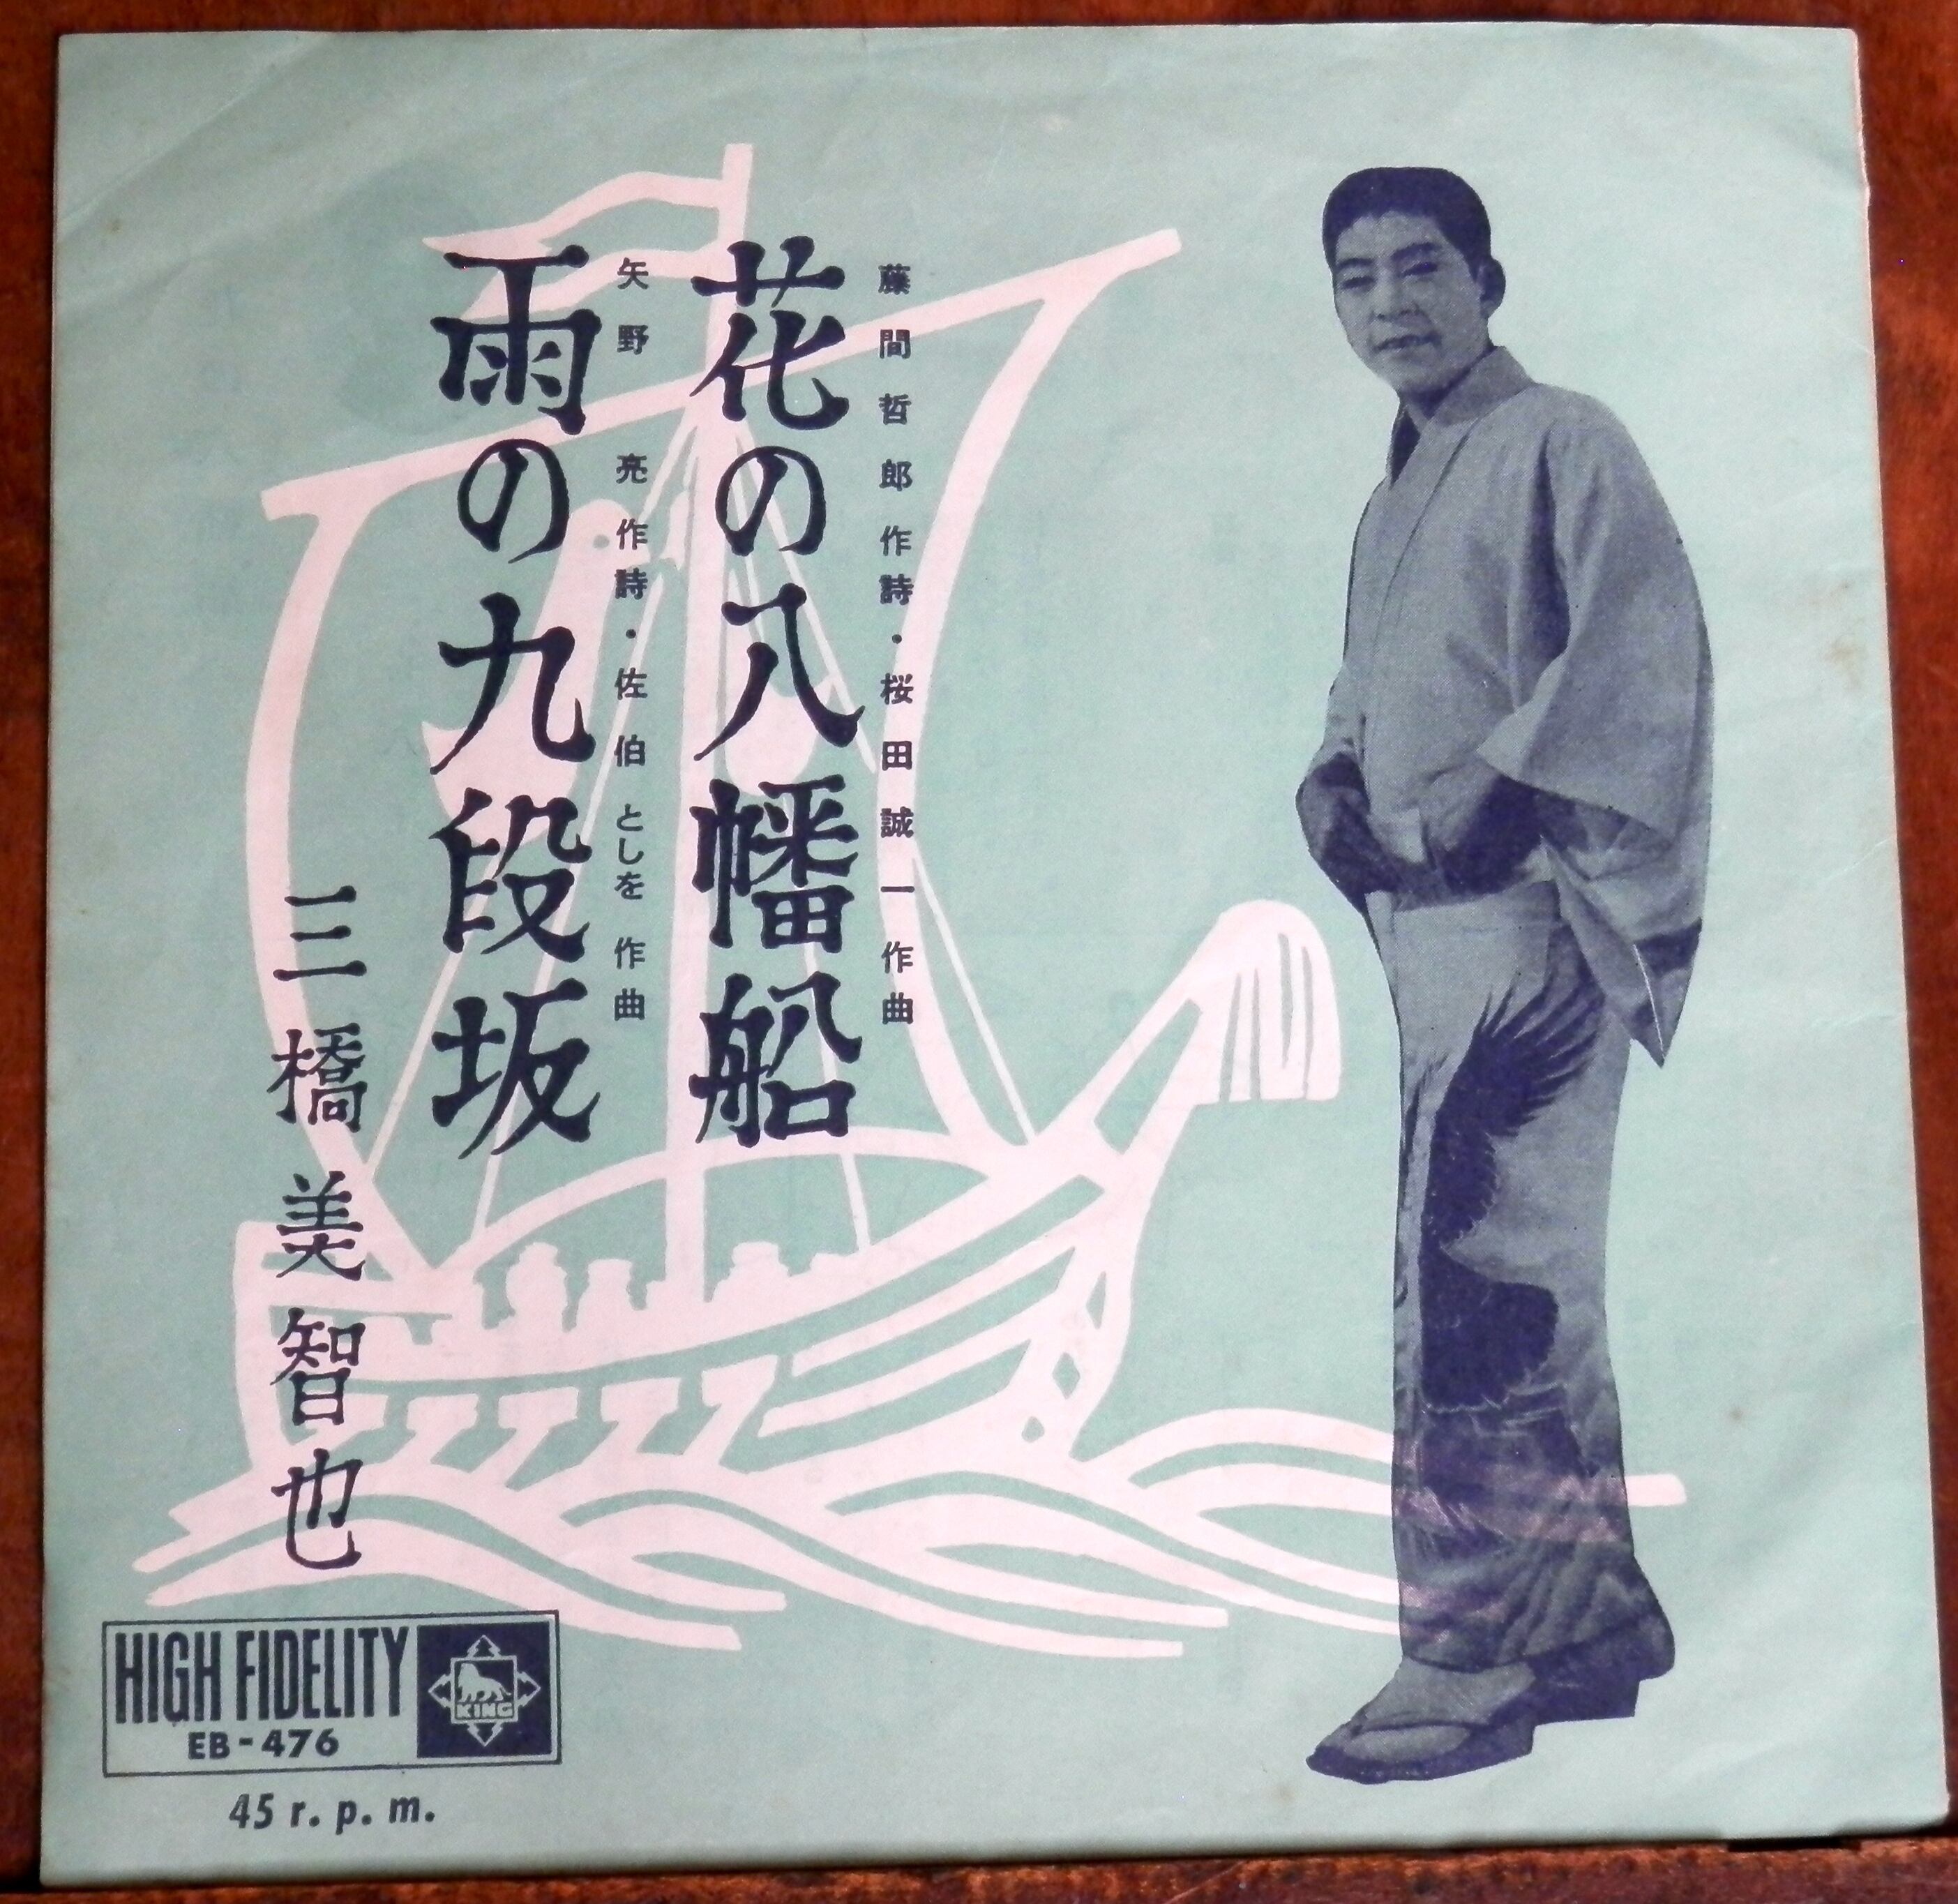 藤間哲郎作詩・桜田誠一作曲
花の八幡船
矢野 亮作詩・佐伯としを作曲
雨の九段坂
三橋美智也
HIGH FIDELITY
EB-476
KING
45 r. p. m.